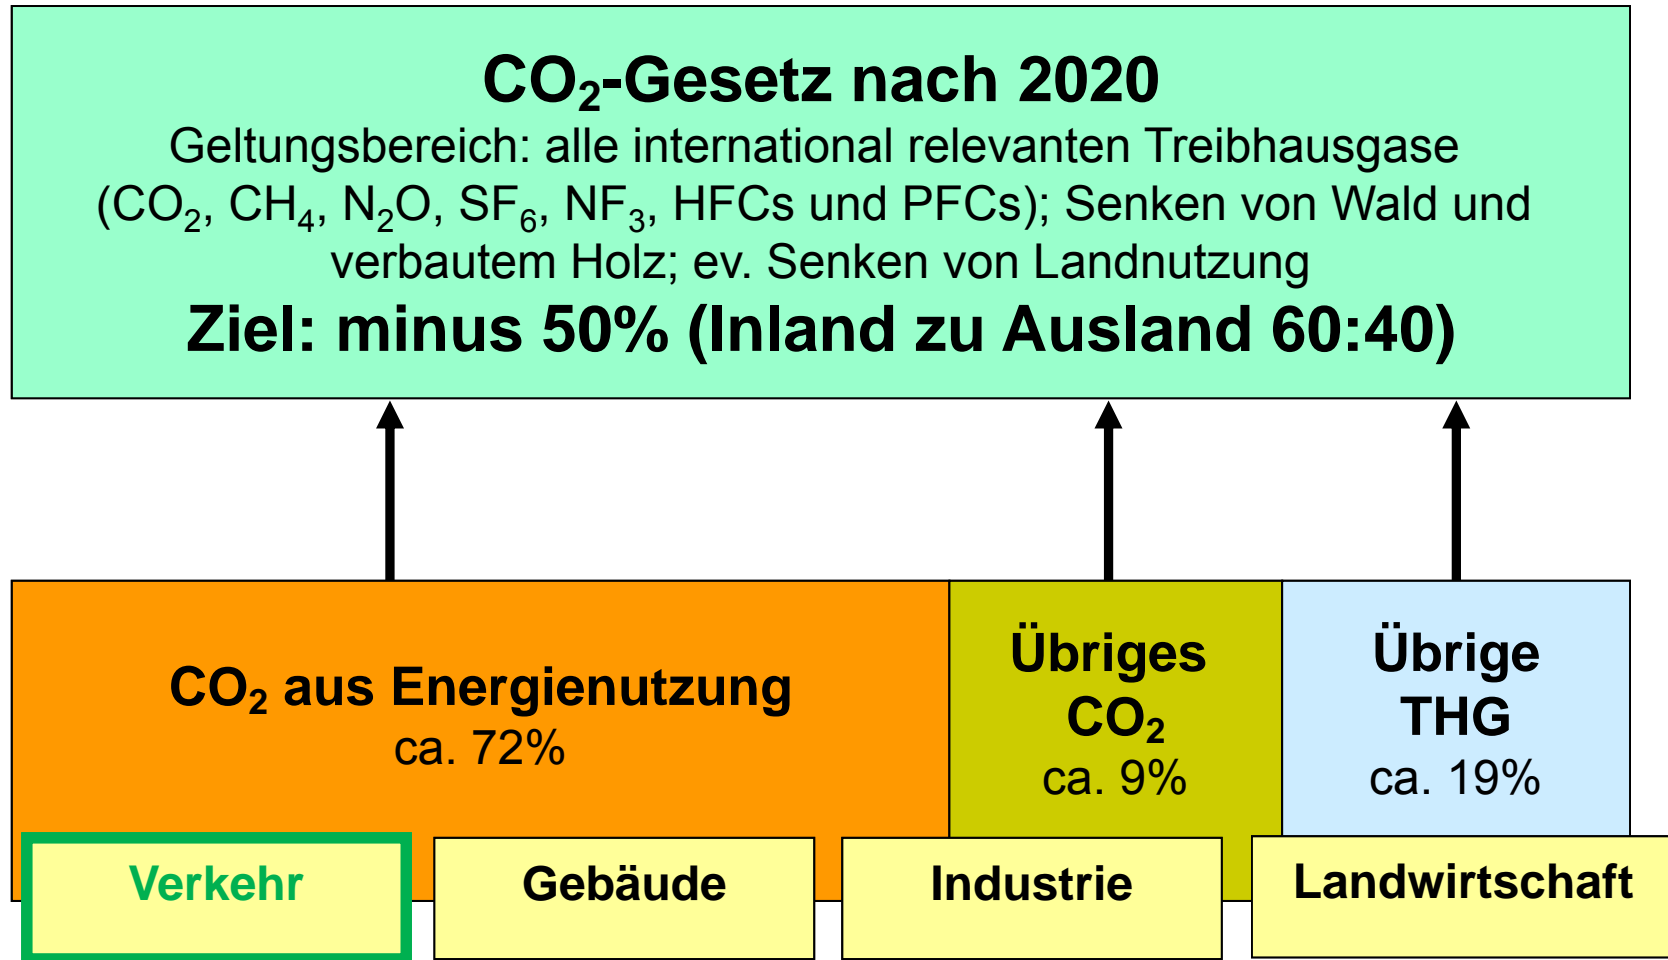 CO₂-Gesetz nach 2020
Geltungsbereich: alle international relevanten Treibhausgase
(CO₂, CH₄, N₂O, SF₆, NF₃, HFCs und PFCs); Senken von Wald und
verbautem Holz; ev. Senken von Landnutzung
Ziel: minus 50% (Inland zu Ausland 60:40)
CO₂ aus Energienutzung
ca. 72%
Übriges
CO₂
ca. 9%
Übrige
THG
ca. 19%
Verkehr
Gebäude
Industrie
Landwirtschaft